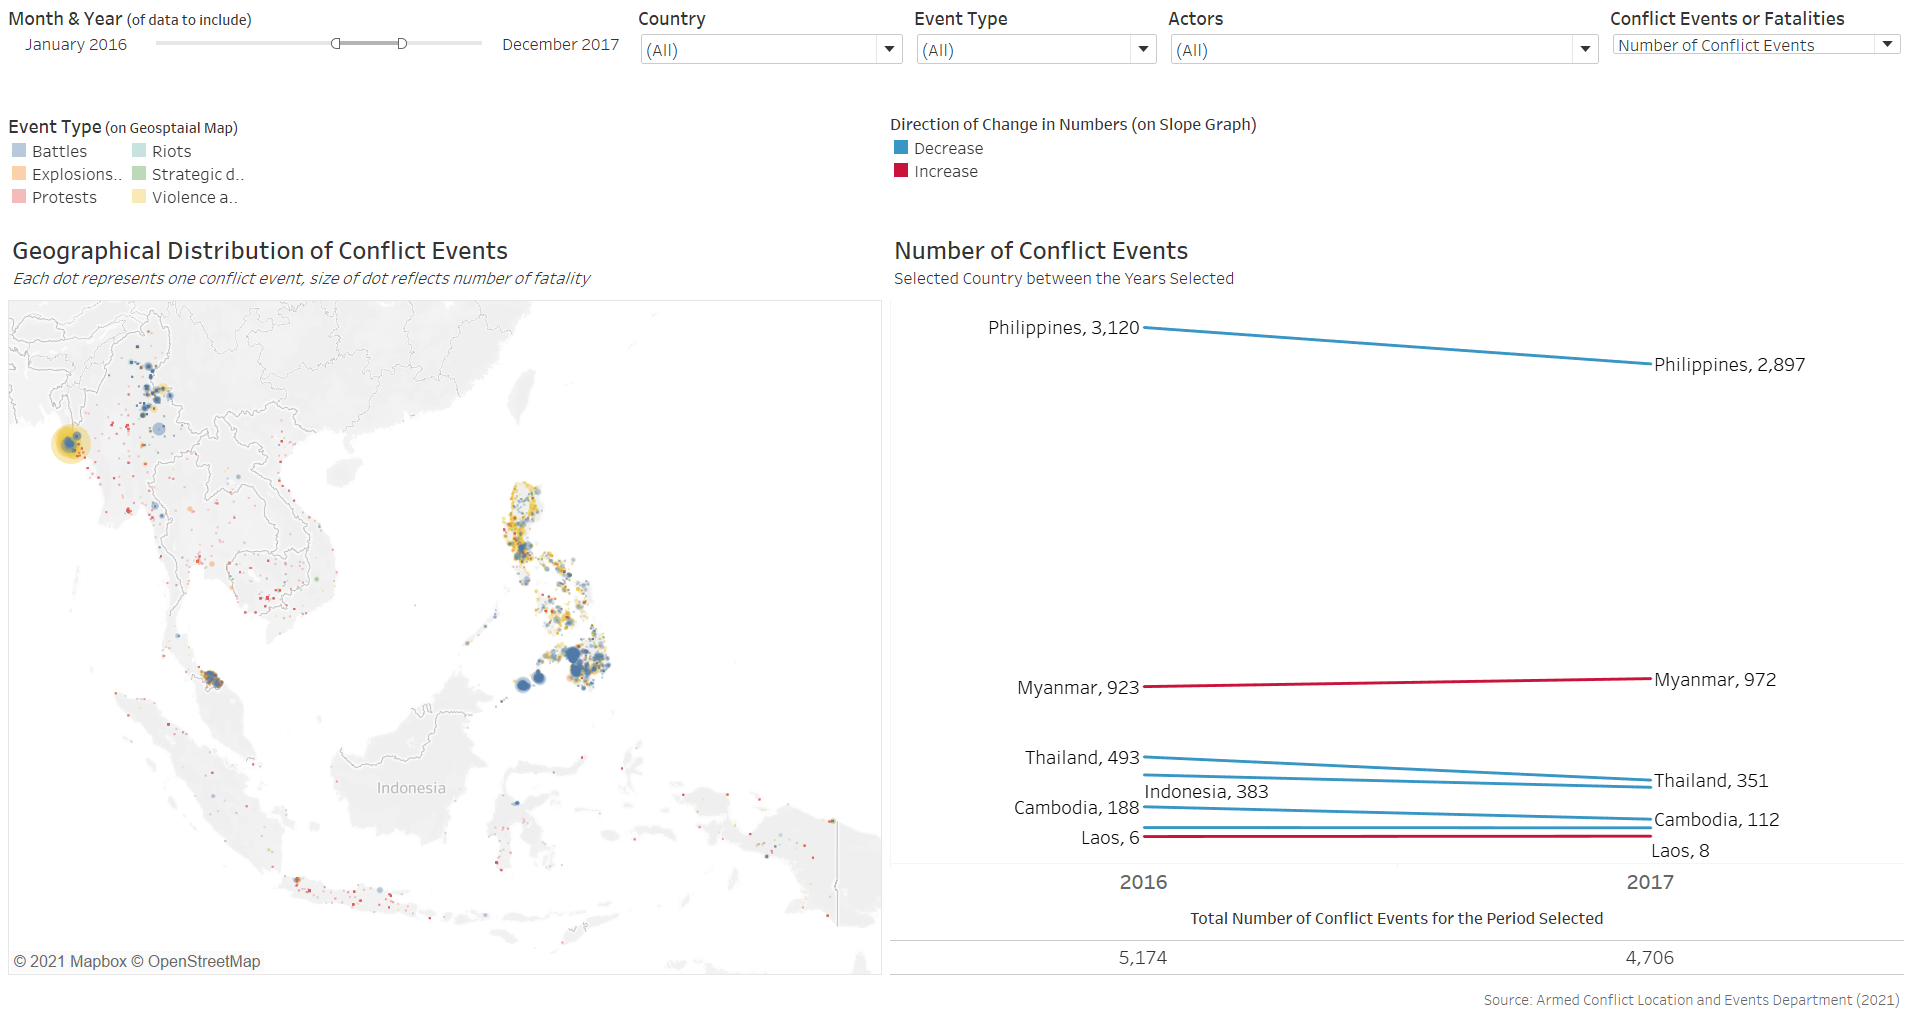 Month & Year (of data to include)
January 2016
December 2017
Country
(All)
Event Type
(All)
Actors
(All)
Conflict Events or Fatalities
Number of Conflict Events
Event Type (on Geosptaial Map)
Battles
Riots
Explosions..
Strategic d..
Protests
Violence a..
Direction of Change in Numbers (on Slope Graph)
Decrease
Increase
Geographical Distribution of Conflict Events
Each dot represents one conflict event, size of dot reflects number of fatality
Indonesia
© 2021 Mapbox © OpenStreetMap
Number of Conflict Events
Selected Country between the Years Selected
Philippines, 3,120
Philippines, 2,897
Myanmar, 923
Myanmar, 972
Thailand, 493
Thailand, 351
Indonesia, 383
Cambodia, 188
Cambodia, 112
Laos, 6
Laos, 8
2016
2017
Total Number of Conflict Events for the Period Selected
5,174
4,706
Source: Armed Conflict Location and Events Department (2021)